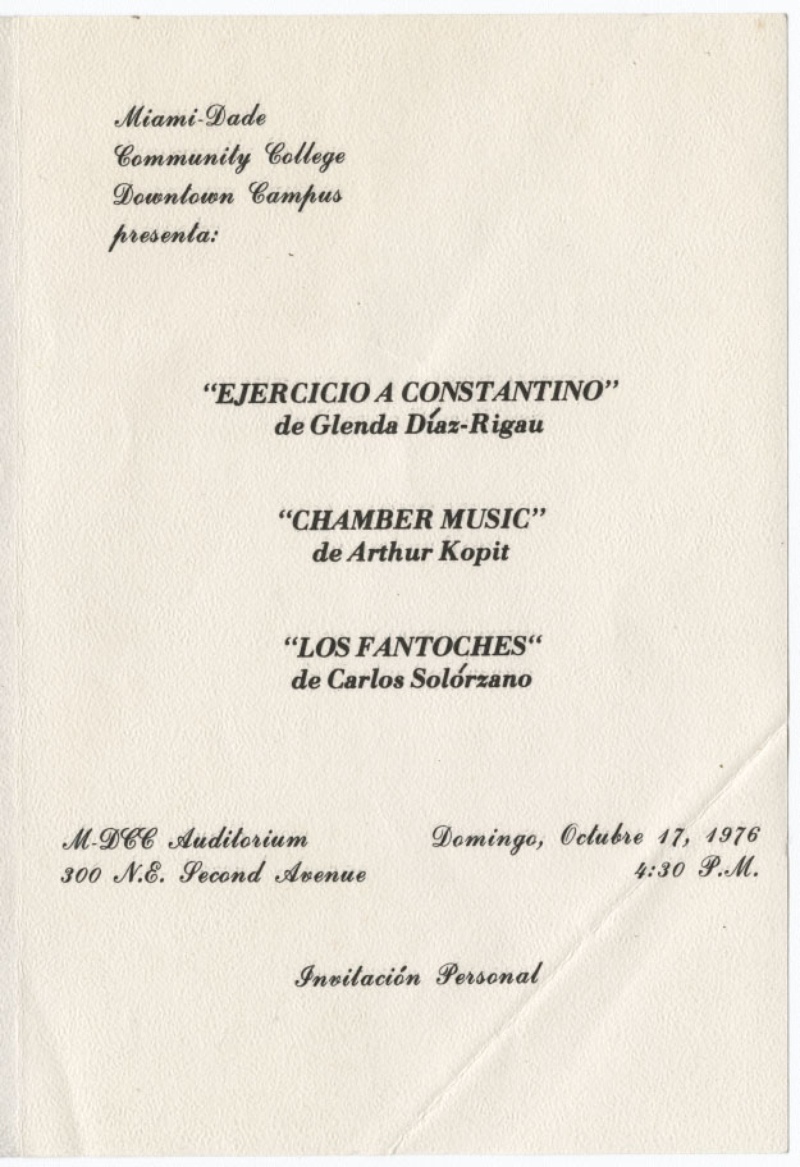 Miami-Dade
Community College
Downtown Campus
presenta:
“EJERCICIO A CONSTANTINO”
de Glenda Díaz-Rigau
“CHAMBER MUSIC”
de Arthur Kopit
“LOS FANTOCHES“
de Carlos Solórzano
M-DCC Auditorium
300 N.E. Second Avenue
Domingo, Octubre 17, 1976
4:30 P.M.
Invitación Personal